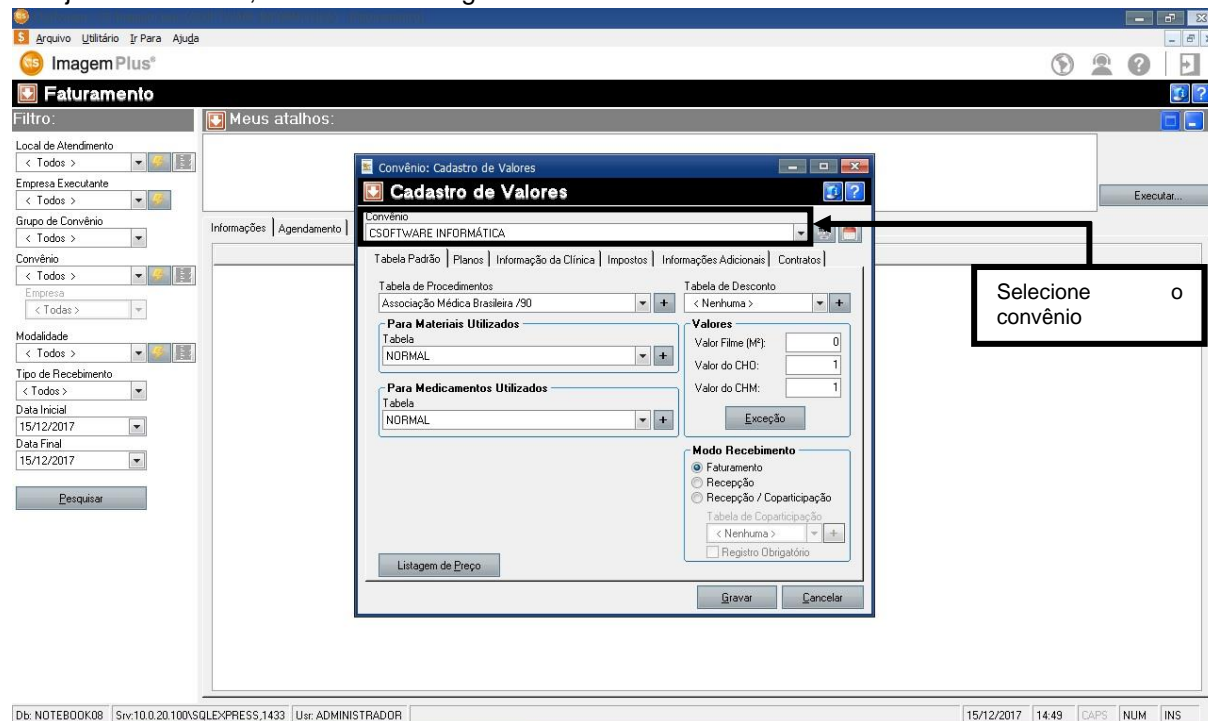 Arquivo Utilitário Ir Para Ajuda
ImagemPlus®
Faturamento
Filtro:
Meus atalhos:
Local de Atendimento
< Todos >
Empresa Executante
< Todos >
Grupo de Convênio
< Todos >
Convênio
< Todos >
Empresa
< Todas >
Modalidade
< Todos >
Tipo de Recebimento
< Todos >
Data Inicial
15/12/2017
Data Final
15/12/2017
Pesquisar
Executar...
Informações Agendamento
Convênio: Cadastro de Valores
Cadastro de Valores
Convênio
CSOFTWARE INFORMÁTICA
Tabela Padrão Planos Informação da Clínica Impostos Informações Adicionais Contratos
Tabela de Procedimentos
Associação Médica Brasileira /90
Tabela de Desconto
< Nenhuma >
Para Materiais Utilizados
Tabela
NORMAL
Para Medicamentos Utilizados
Tabela
NORMAL
Valores
Valor Filme (M²): 0
Valor do CHO: 1
Valor do CHM: 1
Exceção
Modo Recebimento
Faturamento
Recepção
Recepção / Coparticipação
Tabela de Coparticipação
< Nenhuma >
Registro Obrigatório
Listagem de Preço
Gravar Cancelar
Selecione o
convênio
Db: NOTEBOOK08 Srv:10.0.20.100\SQLEXPRESS,1433 Usr: ADMINISTRADOR 15/12/2017 14:49 CAPS NUM INS